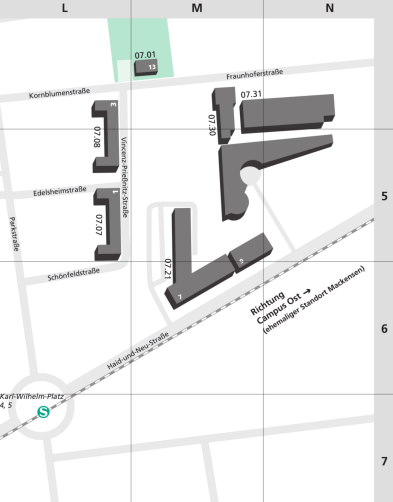 L M N
07.01
13
Fraunhoferstraße
Kornblumenstraße
07.31
07.30
E
07.08
Vincenz-Prießnitz-Straße
5
Edelsheimstraße
L
07.07
Parkstraße
07.21
9
Schönfeldstraße
7
Richtung
Campus Ost →
(ehemaliger Standort Mackensen)
6
Haid-und-Neu-Straße
Karl-Wilhelm-Platz
4, 5
S
7